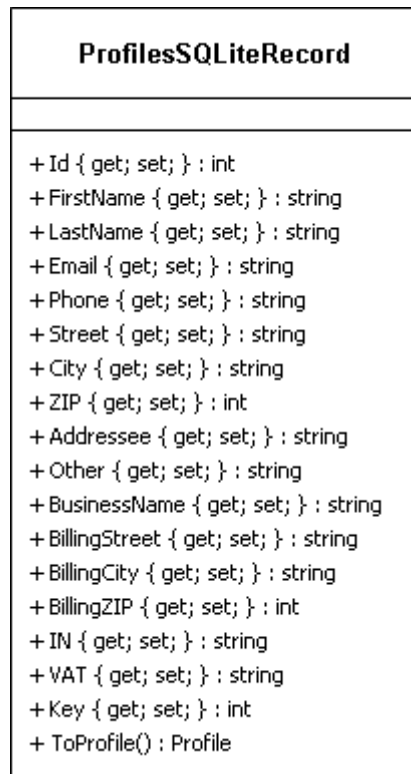 ProfilesSQLiteRecord
+ Id { get; set; } : int
+ FirstName { get; set; } : string
+ LastName { get; set; } : string
+ Email { get; set; } : string
+ Phone { get; set; } : string
+ Street { get; set; } : string
+ City { get; set; } : string
+ ZIP { get; set; } : int
+ Addressee { get; set; } : string
+ Other { get; set; } : string
+ BusinessName { get; set; } : string
+ BillingStreet { get; set; } : string
+ BillingCity { get; set; } : string
+ BillingZIP { get; set; } : int
+ IN { get; set; } : string
+ VAT { get; set; } : string
+ Key { get; set; } : int
+ ToProfile() : Profile